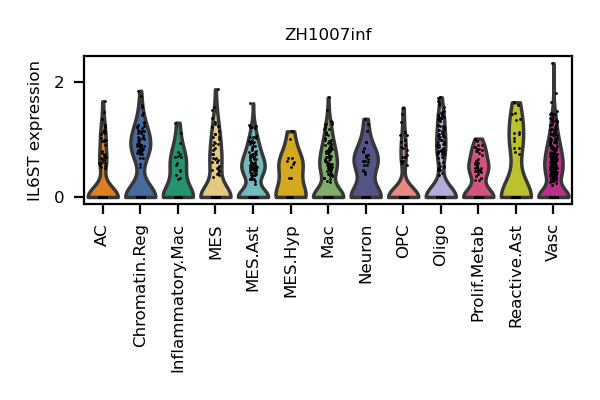 ZH1007inf
IL6ST expression
2
0
AC
Chromatin.Reg
Inflammatory.Mac
MES
MES.Ast
MES.Hyp
Mac
Neuron
OPC
Oligo
Prolif.Metab
Reactive.Ast
Vasc